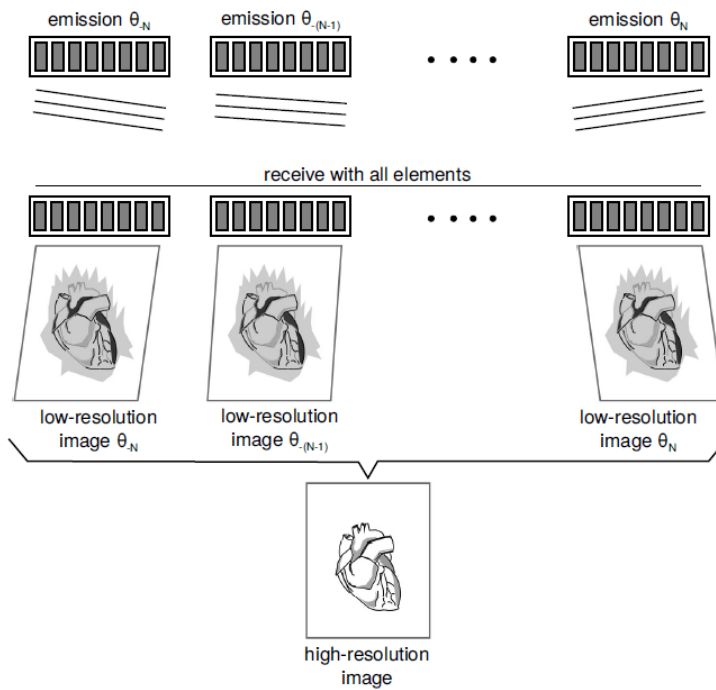 emission θ-N
emission θ-(N-1)
emission θN
receive with all elements
low-resolution
image θ-N
low-resolution
image θ-(N-1)
low-resolution
image θN
high-resolution
image